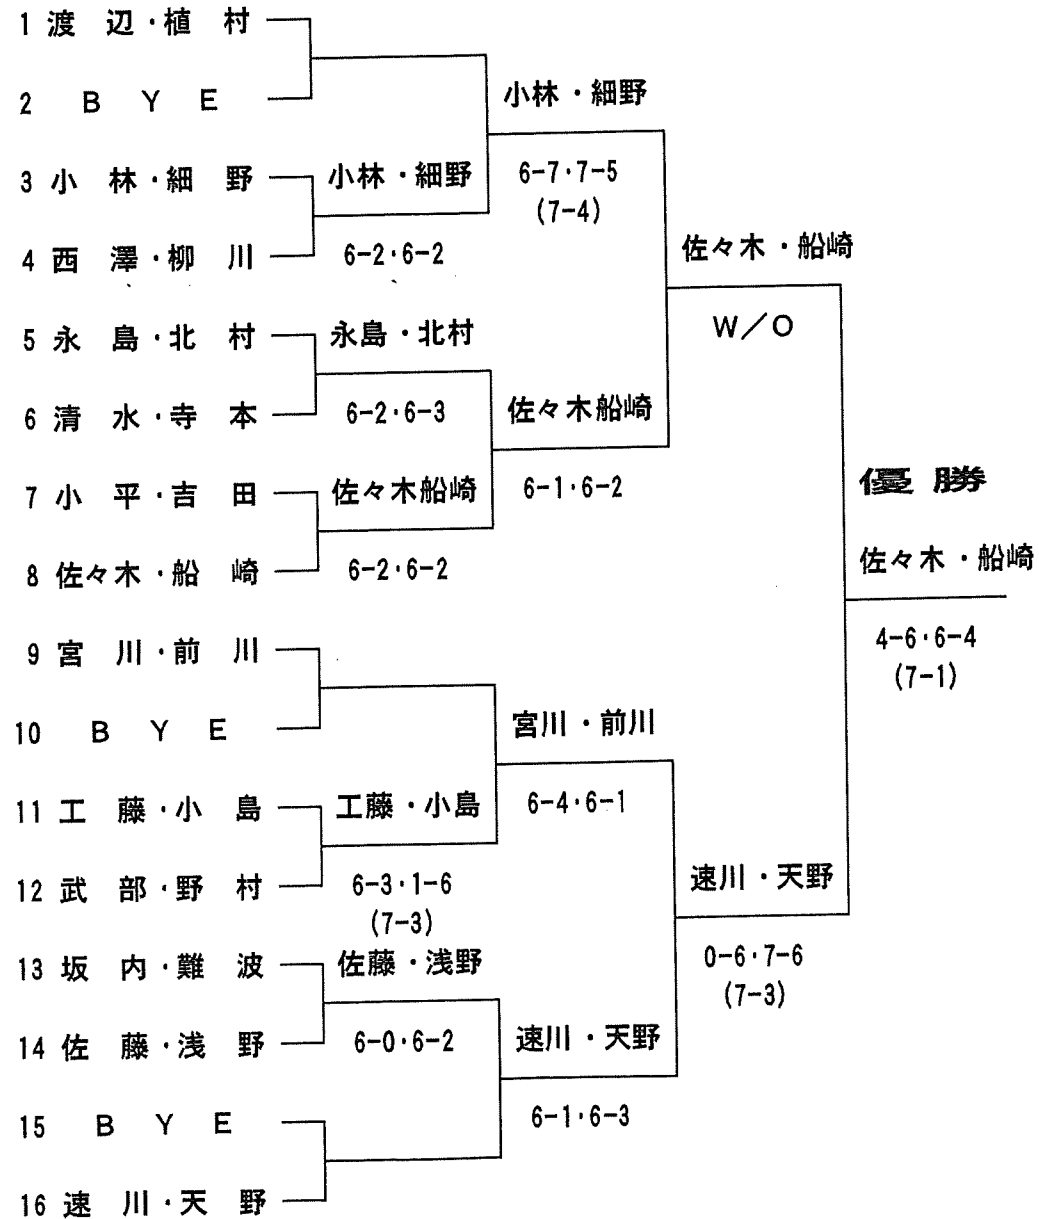 1 渡 辺・植 村
2 B Y E
3 小 林・細 野
4 西 澤・柳 川
5 永 島・北 村
6 清 水・寺 本
7 小 平・吉 田
8 佐々木・船 崎
9 宮 川・前 川
10 B Y E
11 工 藤・小 島
12 武 部・野 村
13 坂 内・難 波
14 佐 藤・浅 野
15 B Y E
16 速 川・天 野
小林・細野
6-2・6-2
永島・北村
6-2・6-3
佐々木船崎
6-2・6-2
工藤・小島
6-3・1-6
(7-3)
佐藤・浅野
6-0・6-2
小林・細野
6-7・7-5
(7-4)
佐々木船崎
6-1・6-2
宮川・前川
6-4・6-1
速川・天野
6-1・6-3
佐々木・船崎
W/O
速川・天野
0-6・7-6
(7-3)
優勝
佐々木・船崎
4-6・6-4
(7-1)